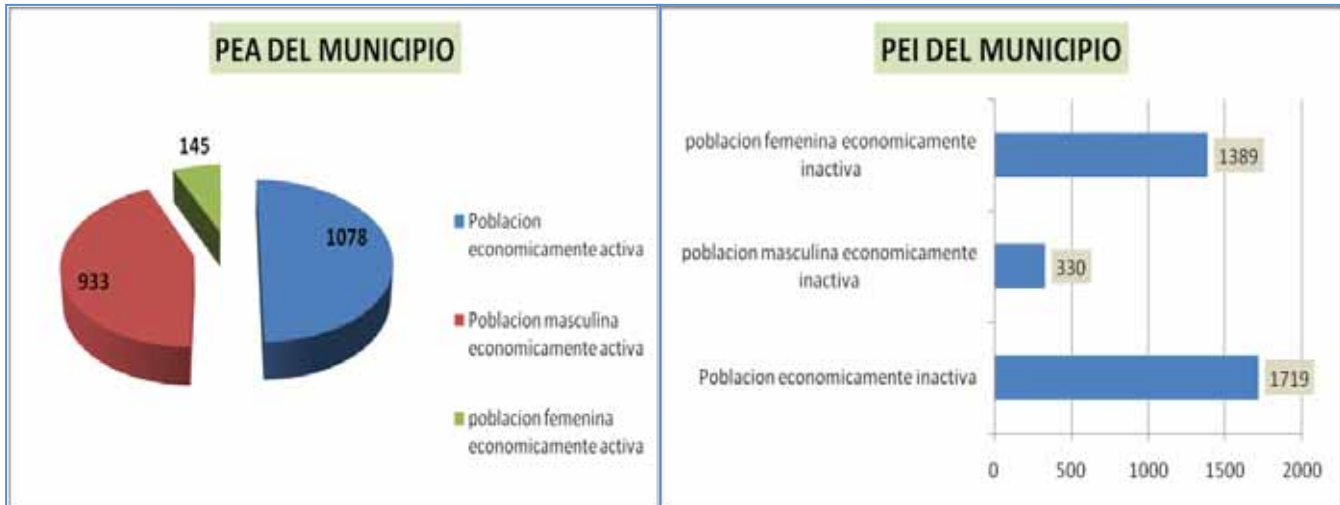 PEA DEL MUNICIPIO
145
1078
933
Poblacion
economicamente activa
Poblacion masculina
economicamente activa
poblacion femenina
economicamente activa
PEI DEL MUNICIPIO
poblacion femenina economicamente
inactiva
1389
poblacion masculina economicamente
inactiva
330
Poblacion economicamente inactiva
1719
0 500 1000 1500 2000